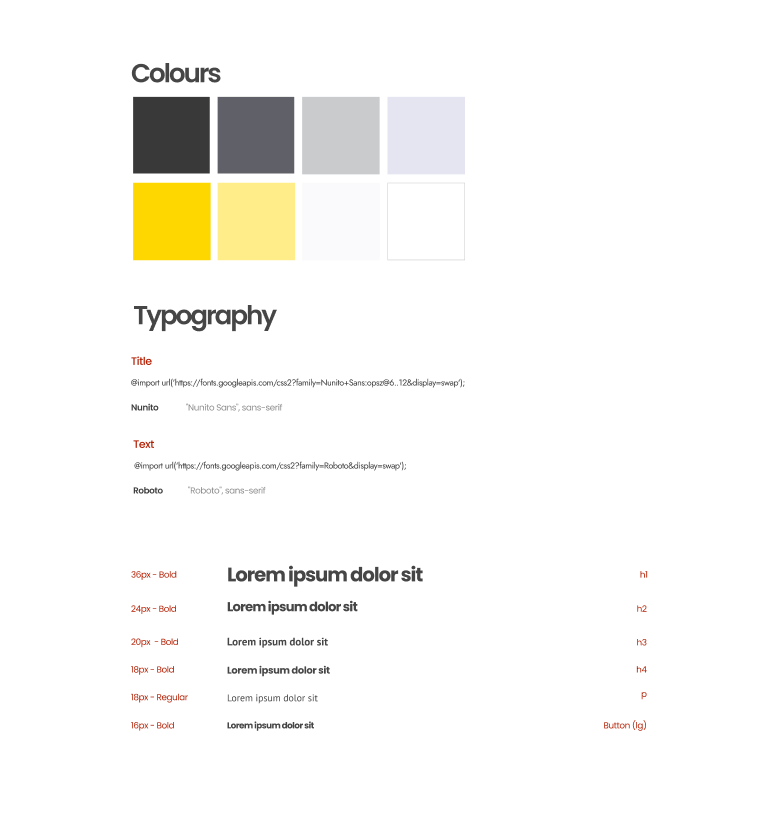 Colours
Typography
Title
@import url('https://fonts.googleapis.com/css2?family=Nunito+Sans:opsz@6..12&display=swap');
Nunito "Nunito Sans", sans-serif
Text
@import url('https://fonts.googleapis.com/css2?family=Roboto&display=swap');
Roboto "Roboto", sans-serif
36px - Bold Lorem ipsum dolor sit h1
24px - Bold Lorem ipsum dolor sit h2
20px - Bold Lorem ipsum dolor sit h3
18px - Bold Lorem ipsum dolor sit h4
18px - Regular Lorem ipsum dolor sit P
16px - Bold Lorem ipsum dolor sit Button (lg)